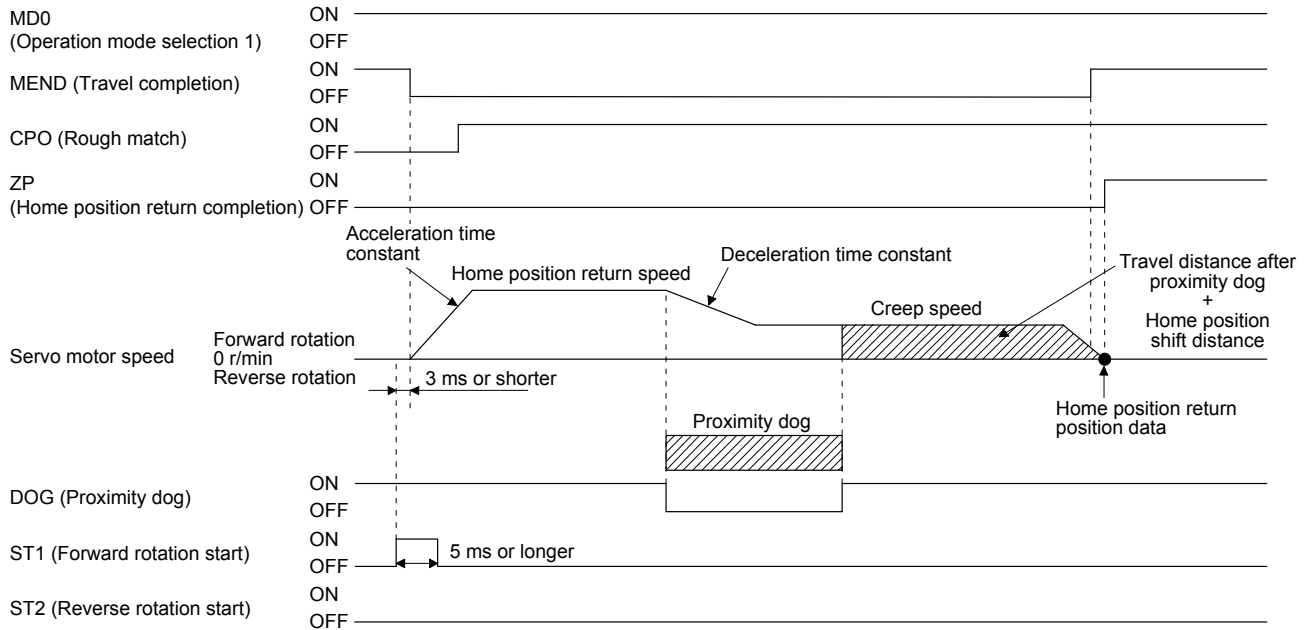 MD0
(Operation mode selection 1)
ON
OFF
MEND (Travel completion)
ON
OFF
CPO (Rough match)
ON
OFF
ZP
(Home position return completion)
ON
OFF
Acceleration time
constant
Home position return speed
Deceleration time constant
Creep speed
Travel distance after
proximity dog
+
Home position
shift distance
Servo motor speed
Forward rotation
0 r/min
Reverse rotation
3 ms or shorter
Home position return
position data
Proximity dog
DOG (Proximity dog)
ON
OFF
ST1 (Forward rotation start)
ON
OFF
5 ms or longer
ST2 (Reverse rotation start)
ON
OFF